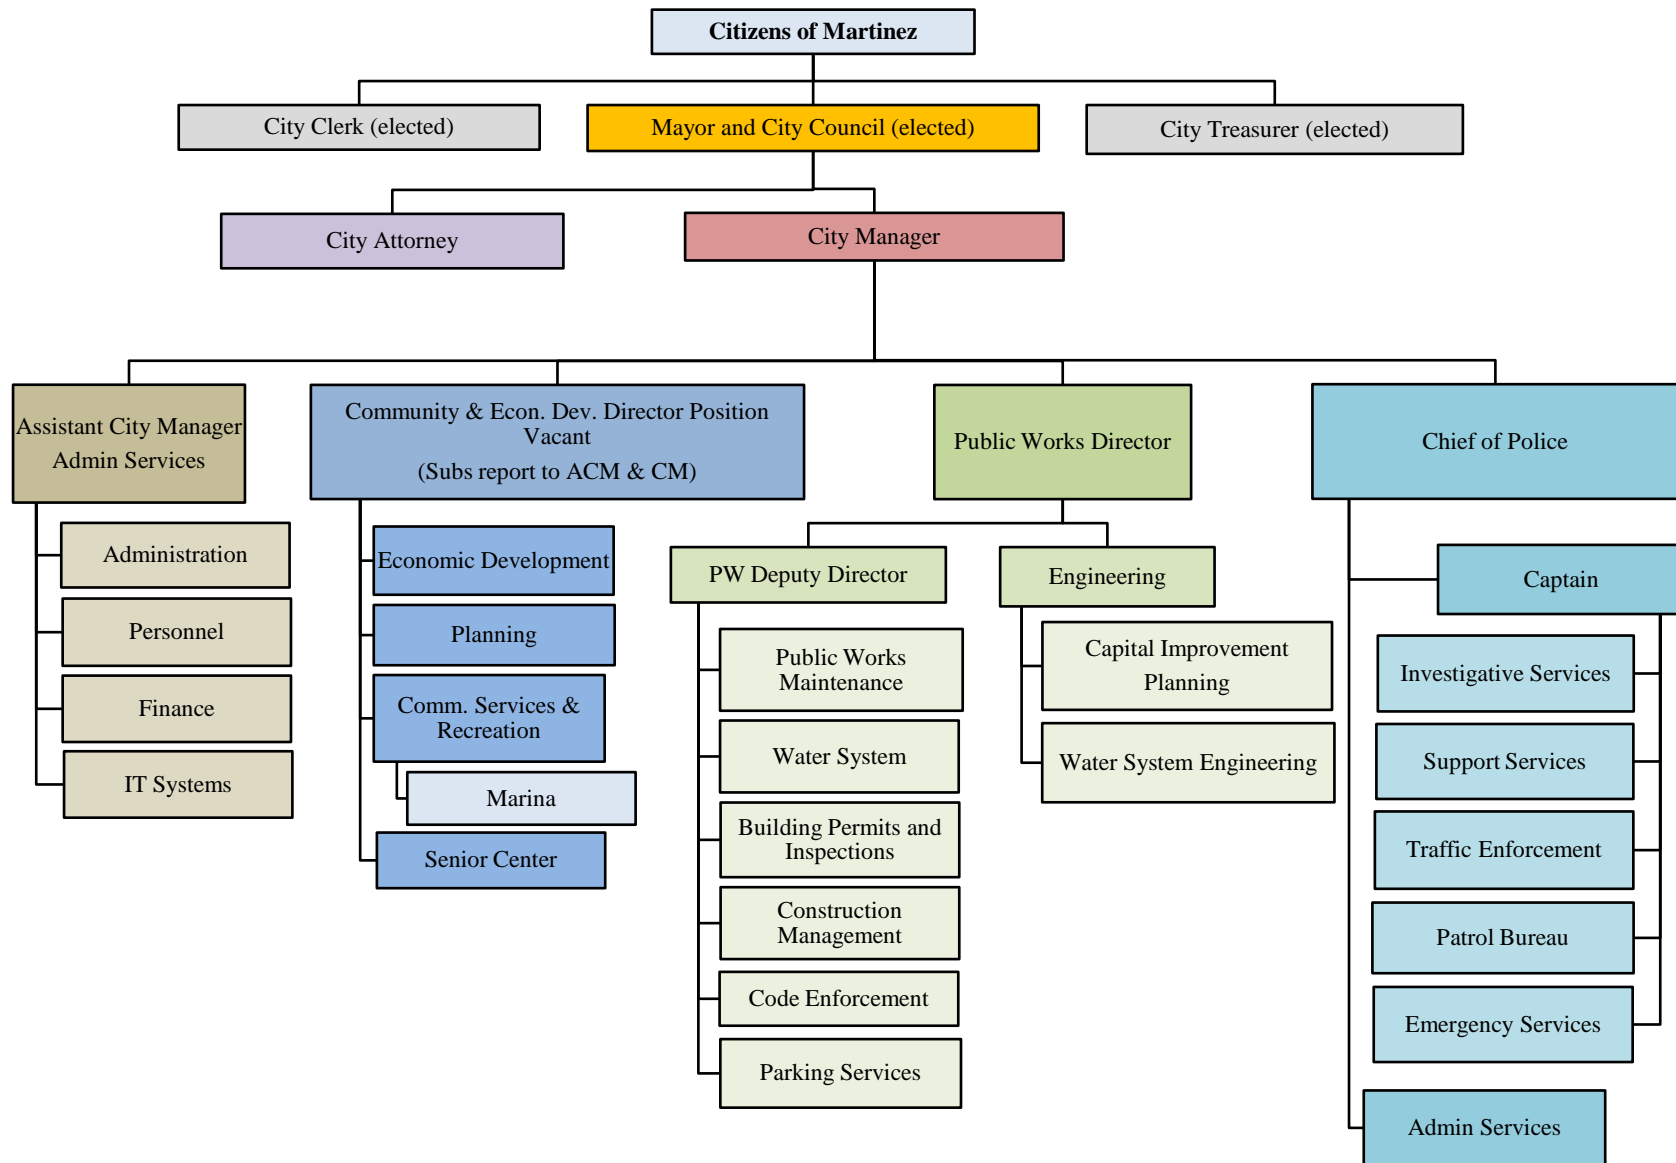 Citizens of Martinez
City Clerk (elected)
Mayor and City Council (elected)
City Treasurer (elected)
City Attorney
City Manager
Assistant City Manager
Admin Services
Community & Econ. Dev. Director Position
Vacant
(Subs report to ACM & CM)
Public Works Director
Chief of Police
Administration
Personnel
Finance
IT Systems
Economic Development
Planning
Comm. Services &
Recreation
Marina
Senior Center
PW Deputy Director
Public Works
Maintenance
Water System
Building Permits and
Inspections
Construction
Management
Code Enforcement
Parking Services
Engineering
Capital Improvement
Planning
Water System Engineering
Captain
Investigative Services
Support Services
Traffic Enforcement
Patrol Bureau
Emergency Services
Admin Services